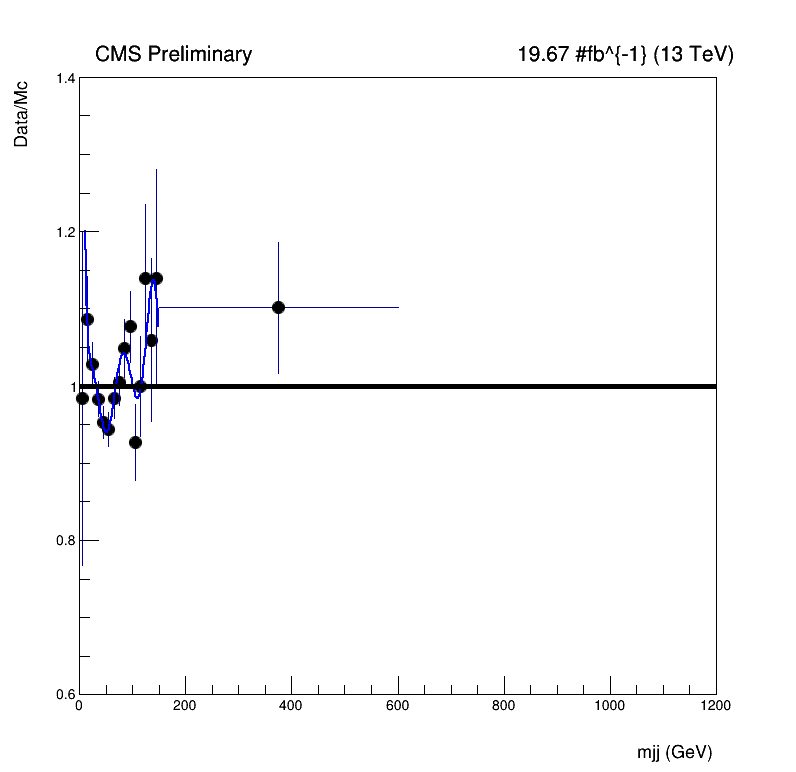 CMS Preliminary
19.67 #fb^{-1} (13 TeV)
Data/Mc
1.4
1.2
1
0.8
0.6
0 200 400 600 800 1000 1200
mjj (GeV)